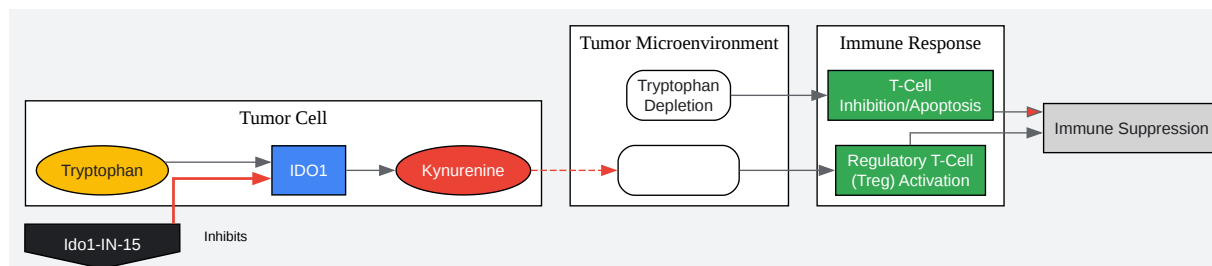 Tumor Microenvironment
Immune Response
Tryptophan
Depletion
T-Cell
Inhibition/Apoptosis
Tumor Cell
Immune Suppression
Tryptophan
IDO1
Kynurenine
Regulatory T-Cell
(Treg) Activation
Ido1-IN-15
Inhibits